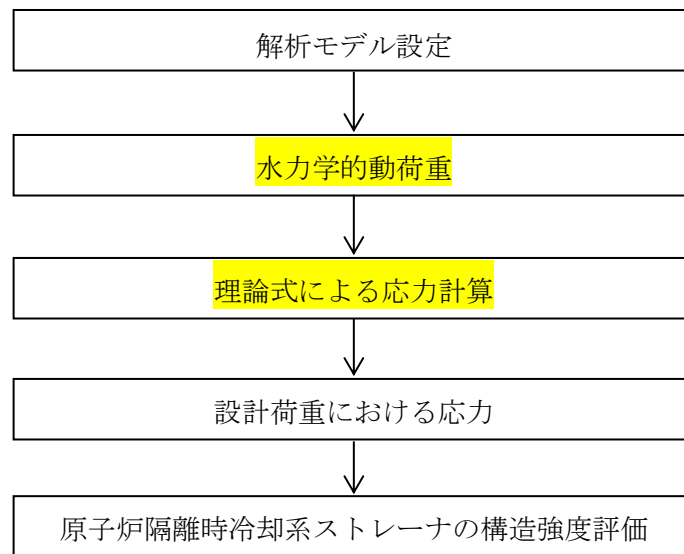 解析モデル設定
水力学的動荷重
理論式による応力計算
設計荷重における応力
原子炉隔離時冷却系ストレーナの構造強度評価